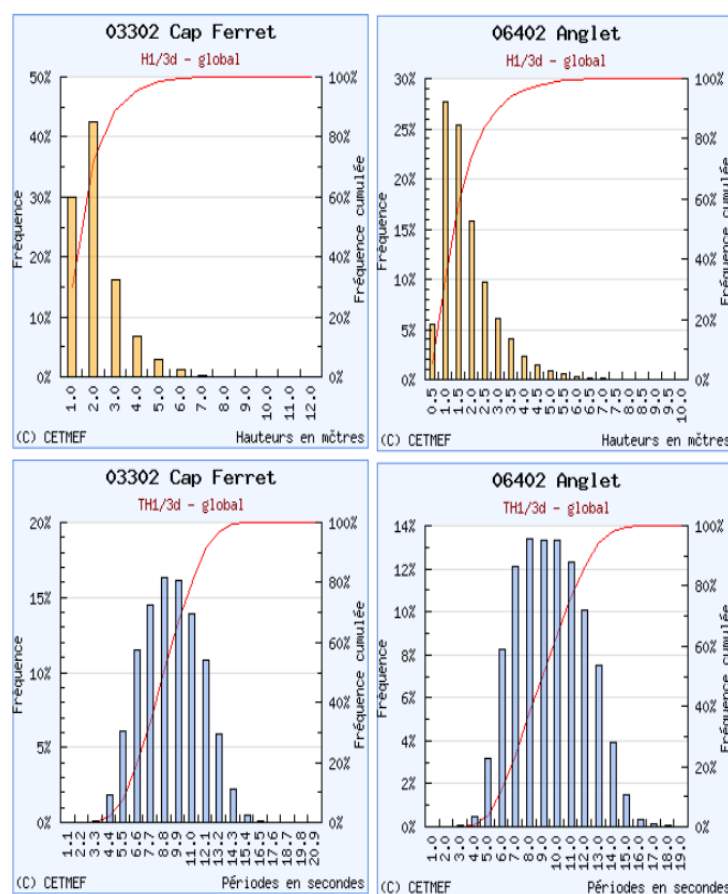 03302 Cap Ferret
H1/3d - global
50%
40%
30%
20%
10%
0%
Fréquence
100%
80%
60%
40%
20%
0%
Fréquence cumulée
1.0 2.0 3.0 4.0 5.0 6.0 7.0 8.0 9.0 10.0 11.0 12.0
(C) CETMEF Hauteurs en mčtres
06402 Anglet
H1/3d - global
30%
25%
20%
15%
10%
5%
0%
Fréquence
100%
80%
60%
40%
20%
0%
Fréquence cumulée
0.5 1.0 1.5 2.0 2.5 3.0 3.5 4.0 4.5 5.0 5.5 6.0 6.5 7.0 7.5 8.0 8.5 9.0 9.5 10.0
(C) CETMEF Hauteurs en mčtres
03302 Cap Ferret
TH1/3d - global
20%
15%
10%
5%
0%
Fréquence
100%
80%
60%
40%
20%
0%
Fréquence cumulée
1.1 2.2 3.3 4.4 5.5 6.6 7.7 8.8 9.9 11.0 12.1 13.2 14.3 15.4 16.5 17.6 18.7 19.8 20.9
(C) CETMEF Périodes en secondes
06402 Anglet
TH1/3d - global
14%
12%
10%
8%
6%
4%
2%
0%
Fréquence
100%
80%
60%
40%
20%
0%
Fréquence cumulée
1.0 2.0 3.0 4.0 5.0 6.0 7.0 8.0 9.0 10.0 11.0 12.0 13.0 14.0 15.0 16.0 17.0 18.0 19.0
(C) CETMEF Périodes en secondes